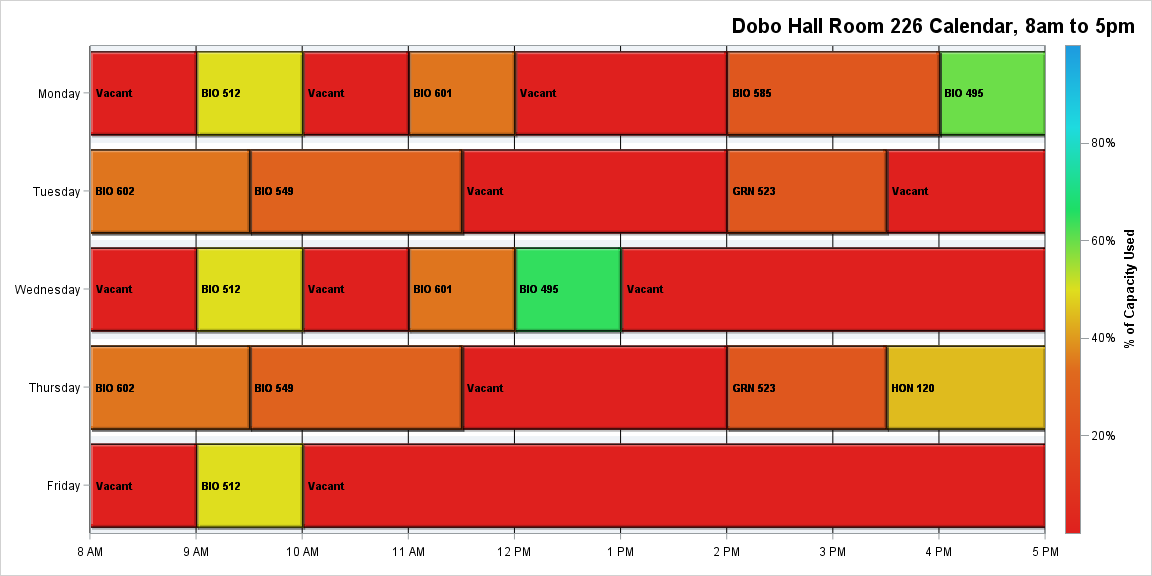 Dobo Hall Room 226 Calendar, 8am to 5pm
Monday
Vacant
BIO 512
Vacant
BIO 601
Vacant
BIO 585
BIO 495
Tuesday
BIO 602
BIO 549
Vacant
GRN 523
Vacant
Wednesday
Vacant
BIO 512
Vacant
BIO 601
BIO 495
Vacant
Thursday
BIO 602
BIO 549
Vacant
GRN 523
HON 120
Friday
Vacant
BIO 512
Vacant
8 AM
9 AM
10 AM
11 AM
12 PM
1 PM
2 PM
3 PM
4 PM
5 PM
80%
60%
40%
20%
% of Capacity Used